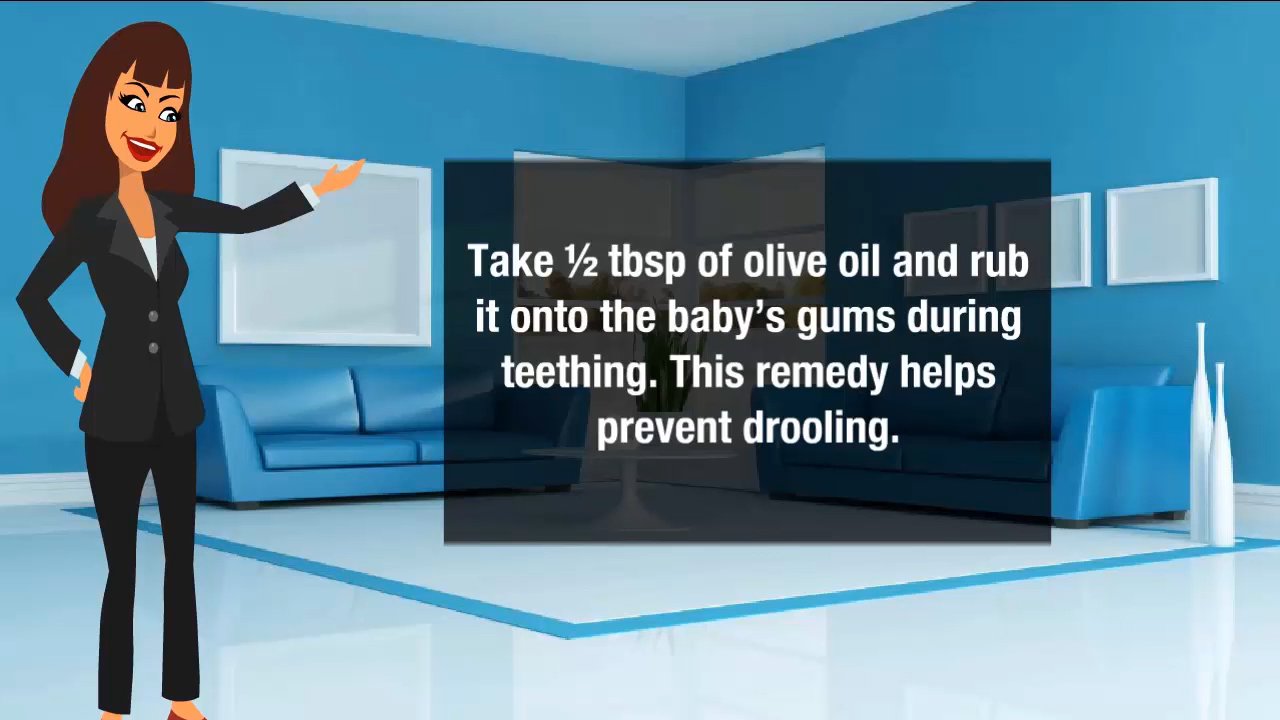 Take ½ tbsp of olive oil and rub
it onto the baby’s gums during
teething. This remedy helps
prevent drooling.